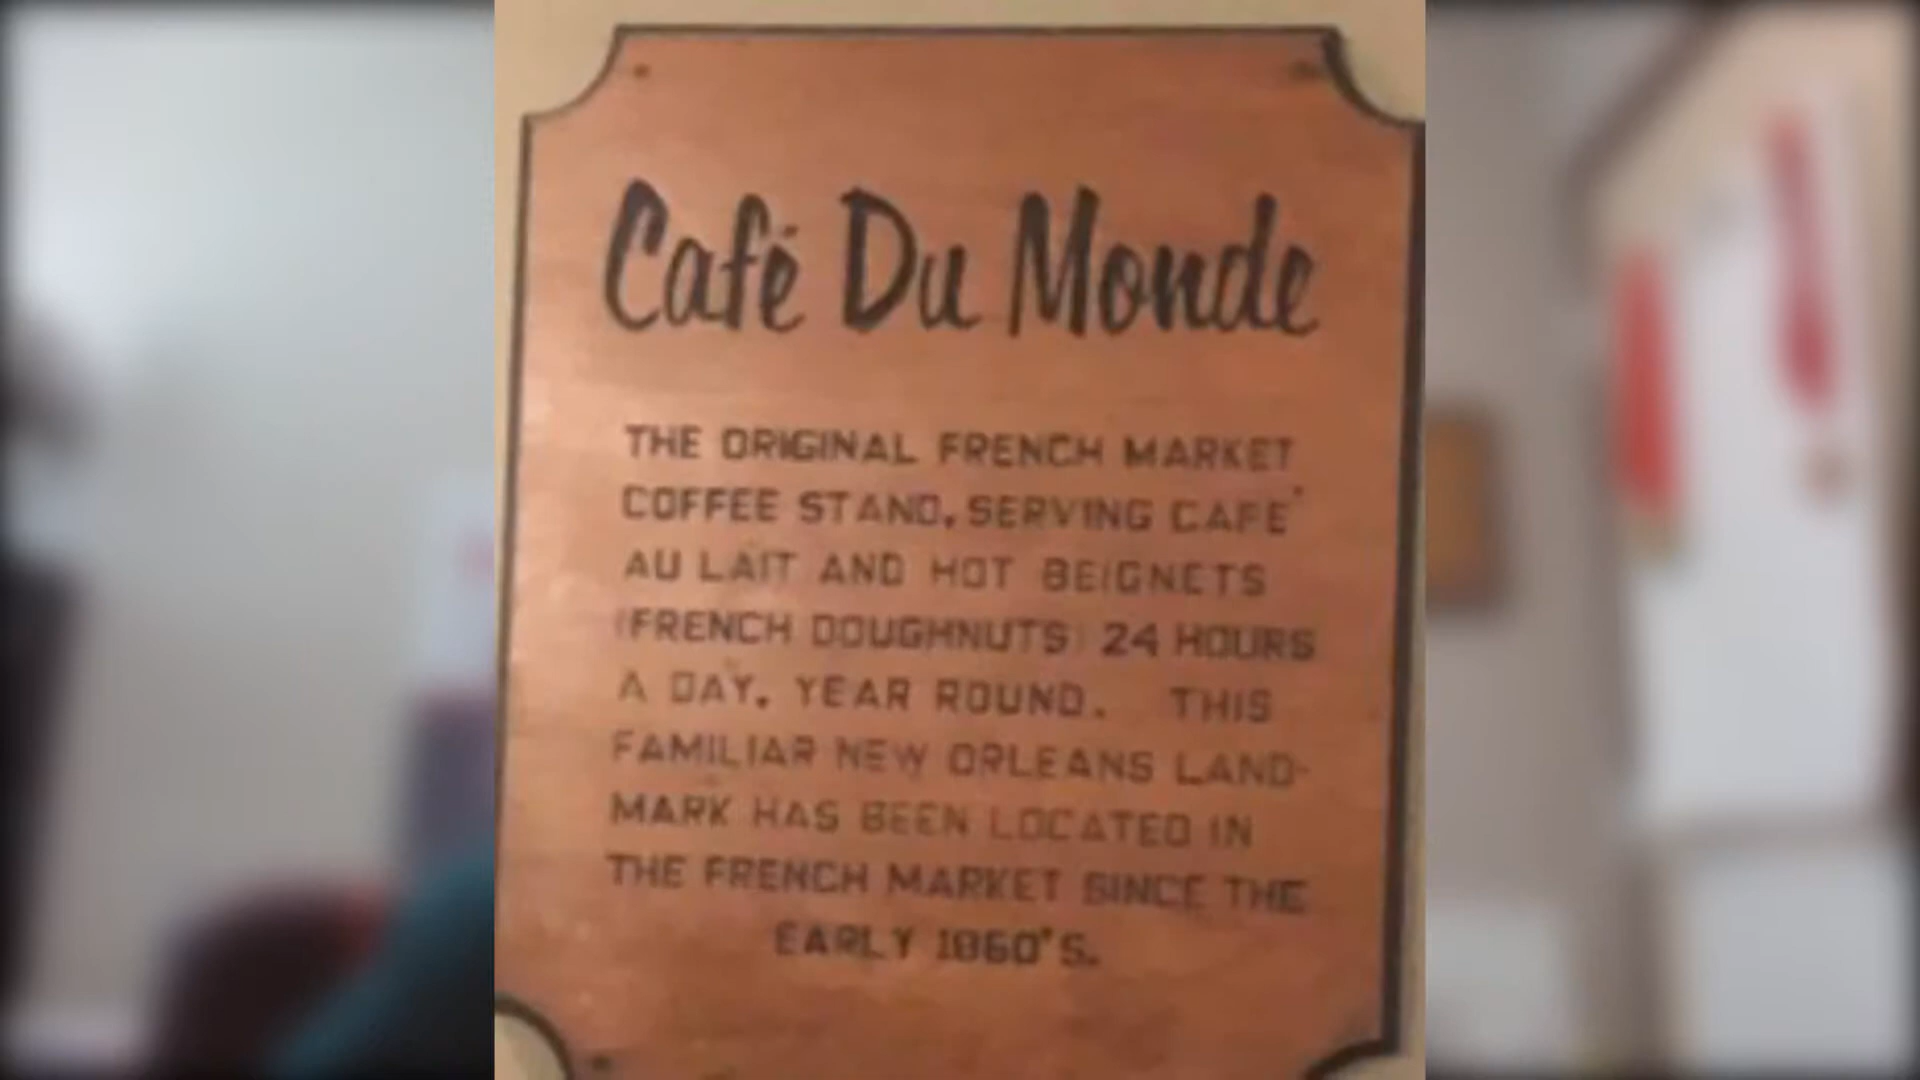 Café Du Monde
THE ORIGINAL FRENCH MARKET
COFFEE STAND, SERVING CAFE'
AU LAIT AND HOT BEIGNETS
(FRENCH DOUGHNUTS) 24 HOURS
A DAY, YEAR ROUND. THIS
FAMILIAR NEW ORLEANS LAND-
MARK HAS BEEN LOCATED IN
THE FRENCH MARKET SINCE THE
EARLY 1860'S.